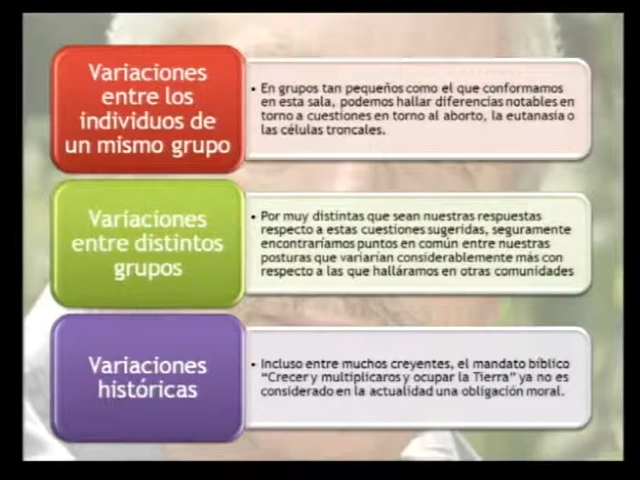 Variaciones
entre los
individuos de
un mismo grupo
• En grupos tan pequeños como el que conformamos
en esta sala, podemos hallar diferencias notables en
torno a cuestiones en torno al aborto, la eutanasia o
las células troncales.
Variaciones
entre distintos
grupos
• Por muy distintas que sean nuestras respuestas
respecto a estas cuestiones sugeridas, seguramente
encontraríamos puntos en común entre nuestras
posturas que variarían considerablemente más con
respecto a las que halláramos en otras comunidades
Variaciones
históricas
• Incluso entre muchos creyentes, el mandato bíblico
“Crecer y multiplicaros y ocupar la Tierra” ya no es
considerado en la actualidad una obligación moral.